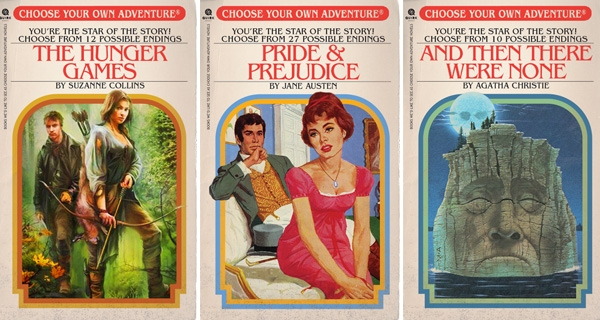 CHOOSE YOUR OWN ADVENTURE®
YOU'RE THE STAR OF THE STORY!
CHOOSE FROM 12 POSSIBLE ENDINGS
THE HUNGER
GAMES
BY SUZANNE COLLINS
CHOOSE YOUR OWN ADVENTURE®
YOU'RE THE STAR OF THE STORY!
CHOOSE FROM 27 POSSIBLE ENDINGS
PRIDE &
PREJUDICE
BY JANE AUSTEN
CHOOSE YOUR OWN ADVENTURE®
YOU'RE THE STAR OF THE STORY!
CHOOSE FROM 10 POSSIBLE ENDINGS
AND THEN THERE
WERE NONE
BY AGATHA CHRISTIE